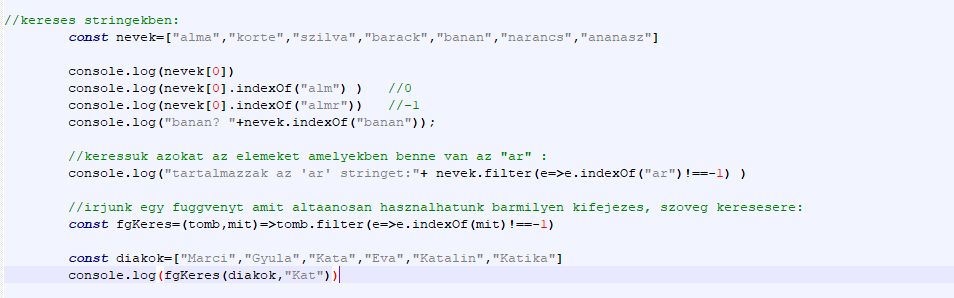 //kereses stringekben:
const nevek=["alma","korte","szilva","barack","banan","narancs","ananasz"]
console.log(nevek[0])
console.log(nevek[0].indexOf("alm") ) //0
console.log(nevek[0].indexOf("almr")) //-1
console.log("banan? "+nevek.indexOf("banan"));
//keressuk azokat az elemeket amelyekben benne van az "ar" :
console.log("tartalmazzak az 'ar' stringet:"+ nevek.filter(e=>e.indexOf("ar")!==-1) )
//irjunk egy fuggvenyt amit altaanosan hasznalhatunk barmilyen kifejezes, szoveg keresesere:
const fgKeres=(tomb,mit)=>tomb.filter(e=>e.indexOf(mit)!==-1)
const diakok=["Marci","Gyula","Kata","Eva","Katalin","Katika"]
console.log(fgKeres(diakok,"Kat"))